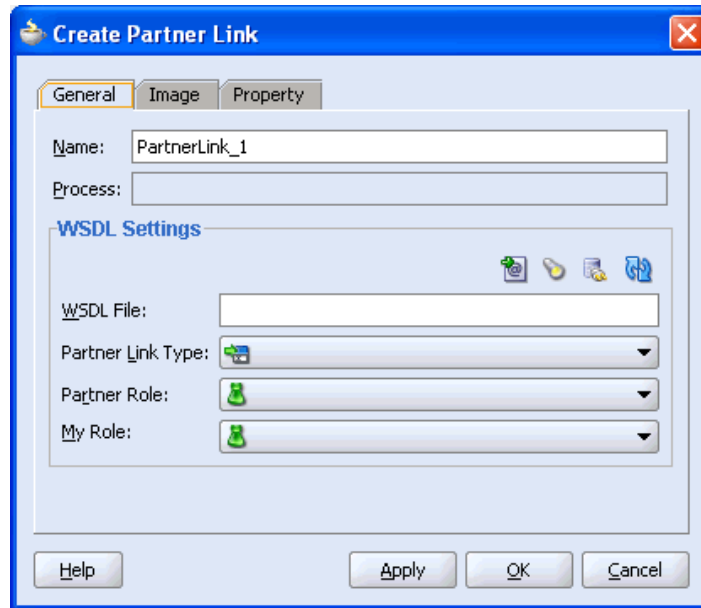 Create Partner Link
General Image Property
Name: PartnerLink_1
Process:
WSDL Settings
WSDL File:
Partner Link Type:
Partner Role:
My Role:
Help Apply OK Cancel